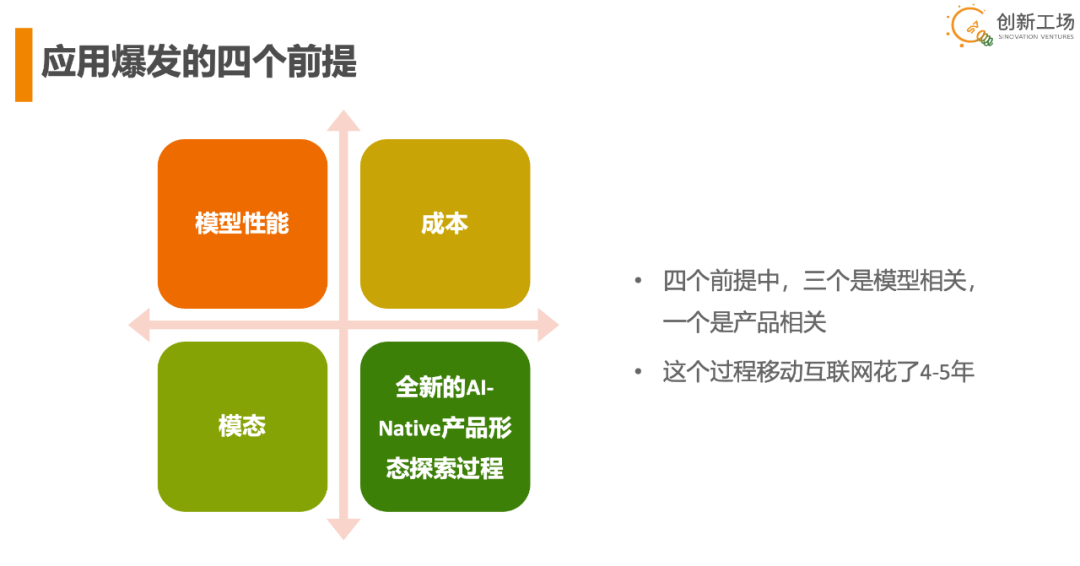 创新工场
SINOVATION VENTURES
应用爆发的四个前提
模型性能
成本
模态
全新的AI-
Native产品形
态探索过程
• 四个前提中，三个是模型相关，
一个是产品相关
• 这个过程移动互联网花了4-5年